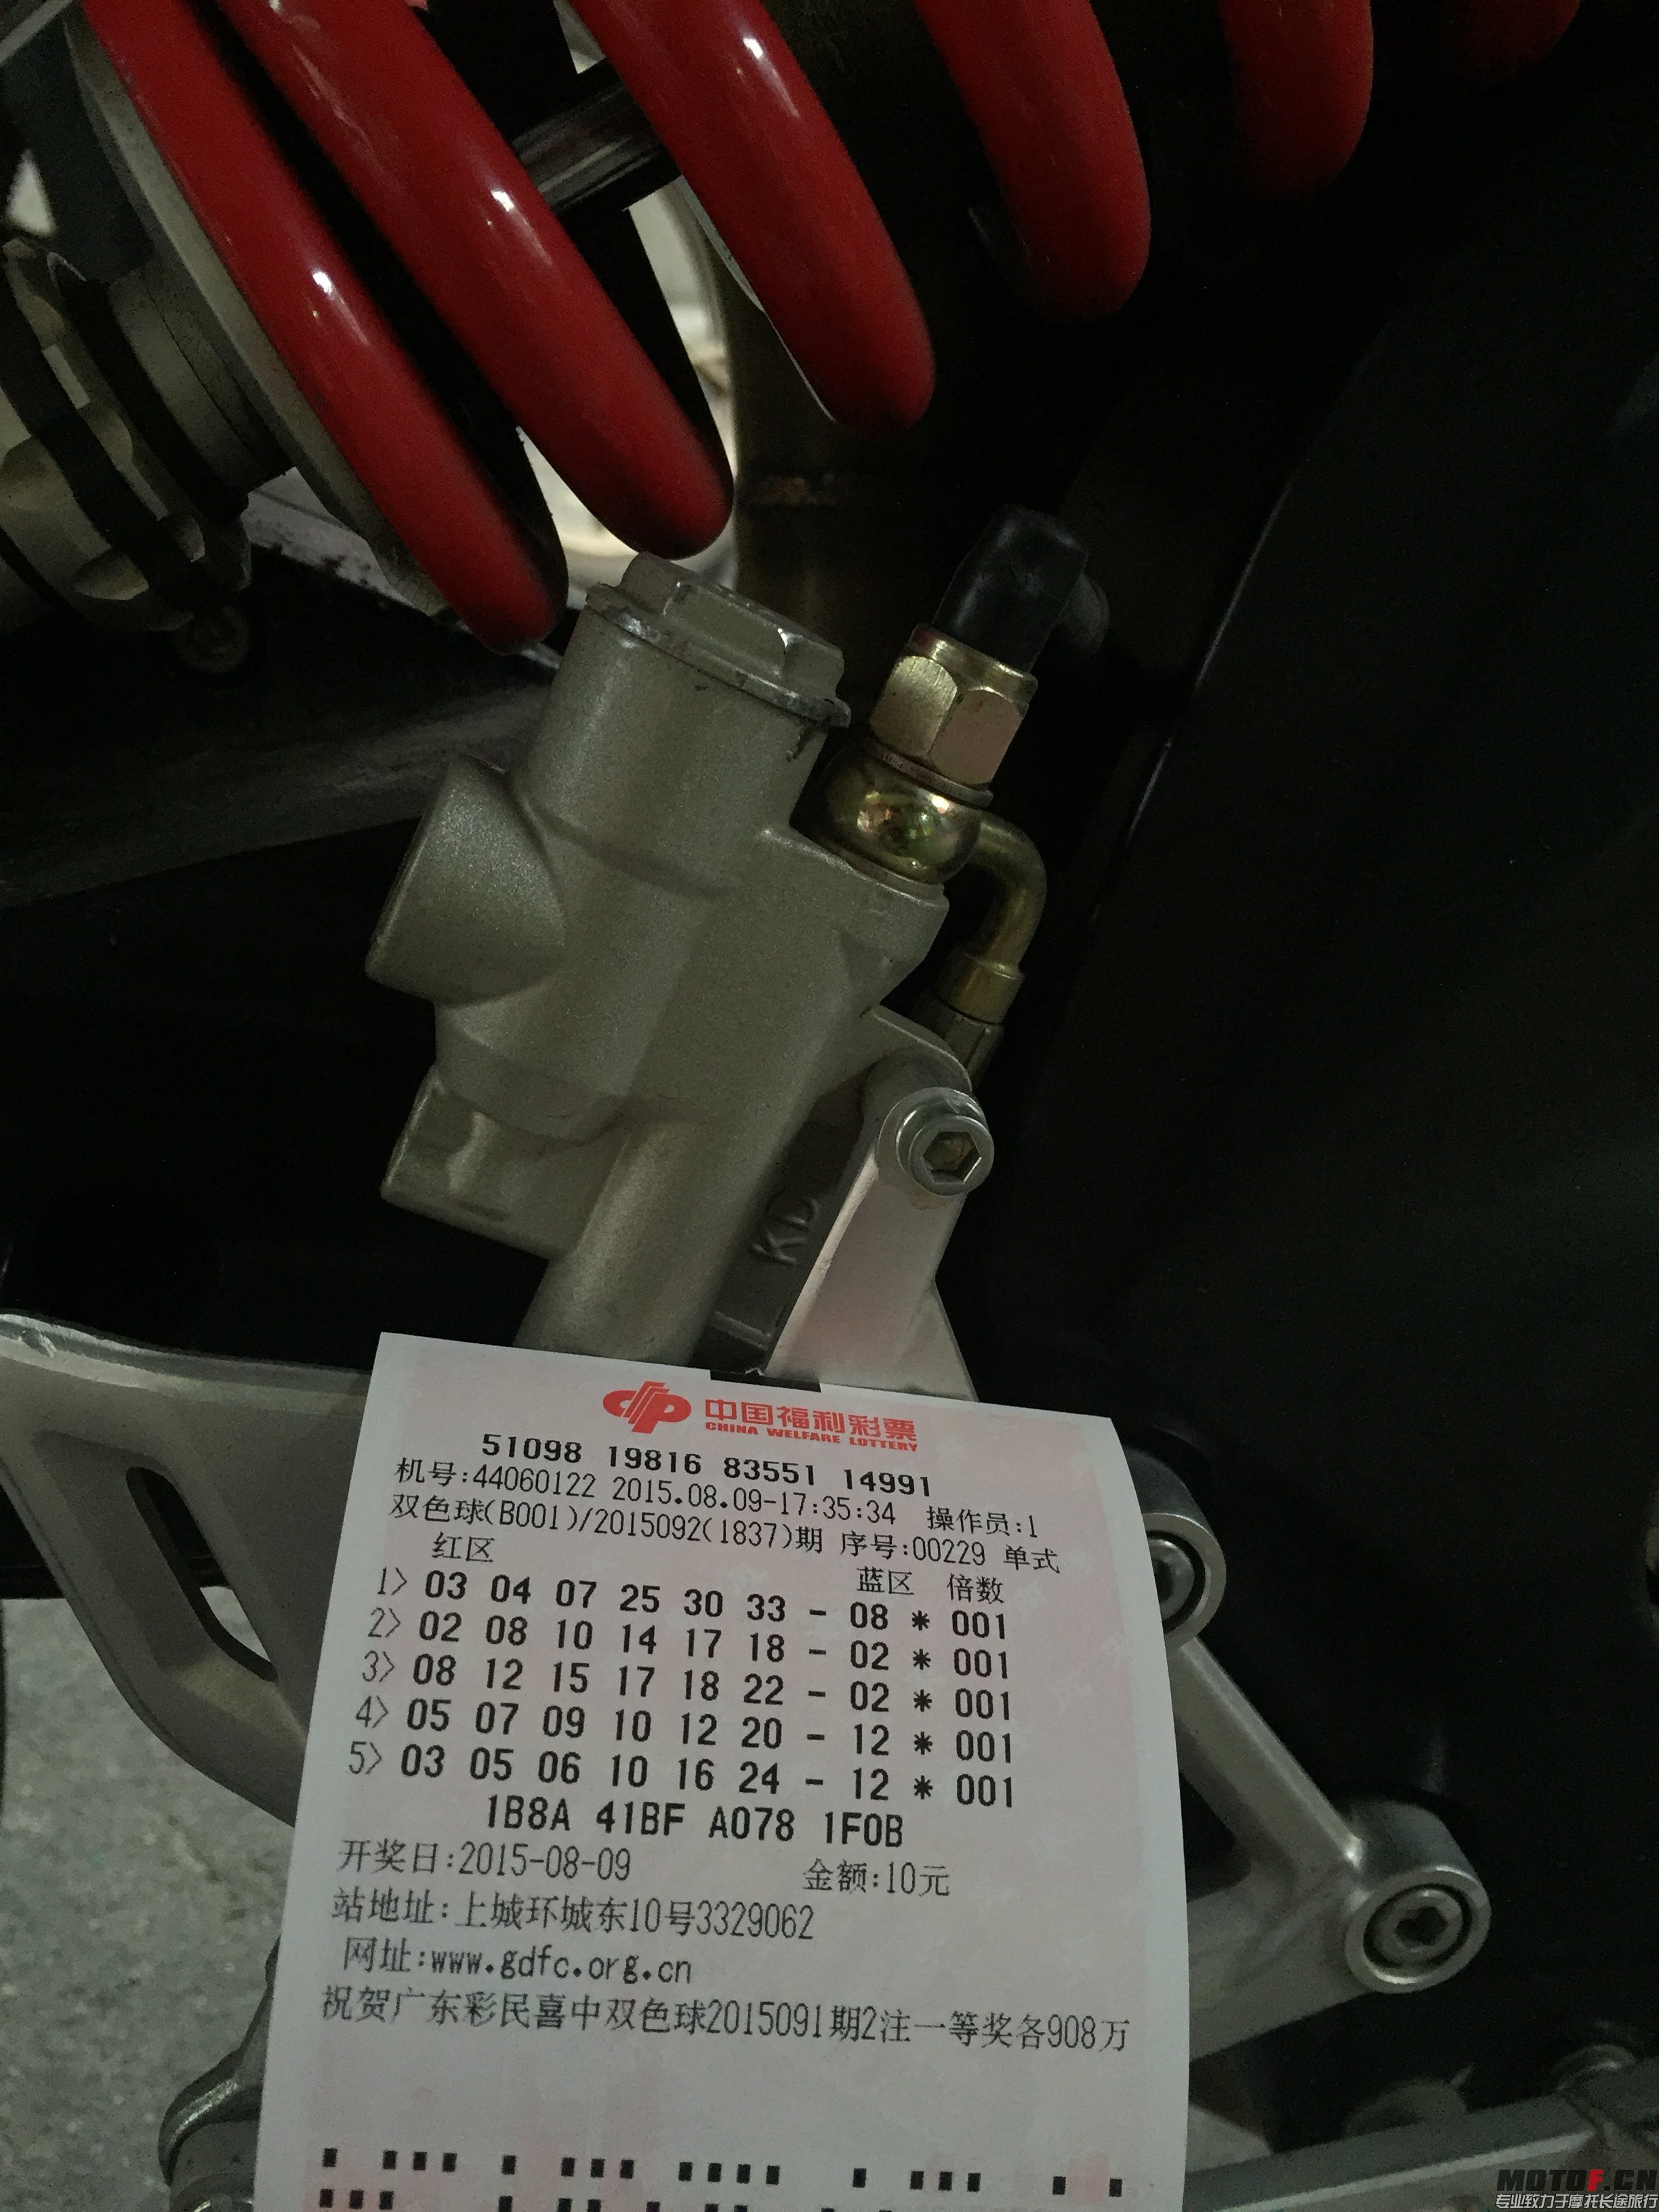 KD
中国福利彩票
CHINA WELFARE LOTTERY
51098 19816 83551 14991
机号:44060122 2015.08.09-17:35:34 操作员:1
双色球(B001)/2015092(1837)期 序号:00229 单式
红区 蓝区 倍数
1> 03 04 07 25 30 33 - 08 * 001
2> 02 08 10 14 17 18 - 02 * 001
3> 08 12 15 17 18 22 - 02 * 001
4> 05 07 09 10 12 20 - 12 * 001
5> 03 05 06 10 16 24 - 12 * 001
1B8A 41BF A078 1F0B
开奖日:2015-08-09 金额:10元
站地址:上城环城东10号3329062
网址:www.gdfc.org.cn
祝贺广东彩民喜中双色球2015091期2注一等奖各908万
MOTOF.CN
专业致力于摩托长途旅行